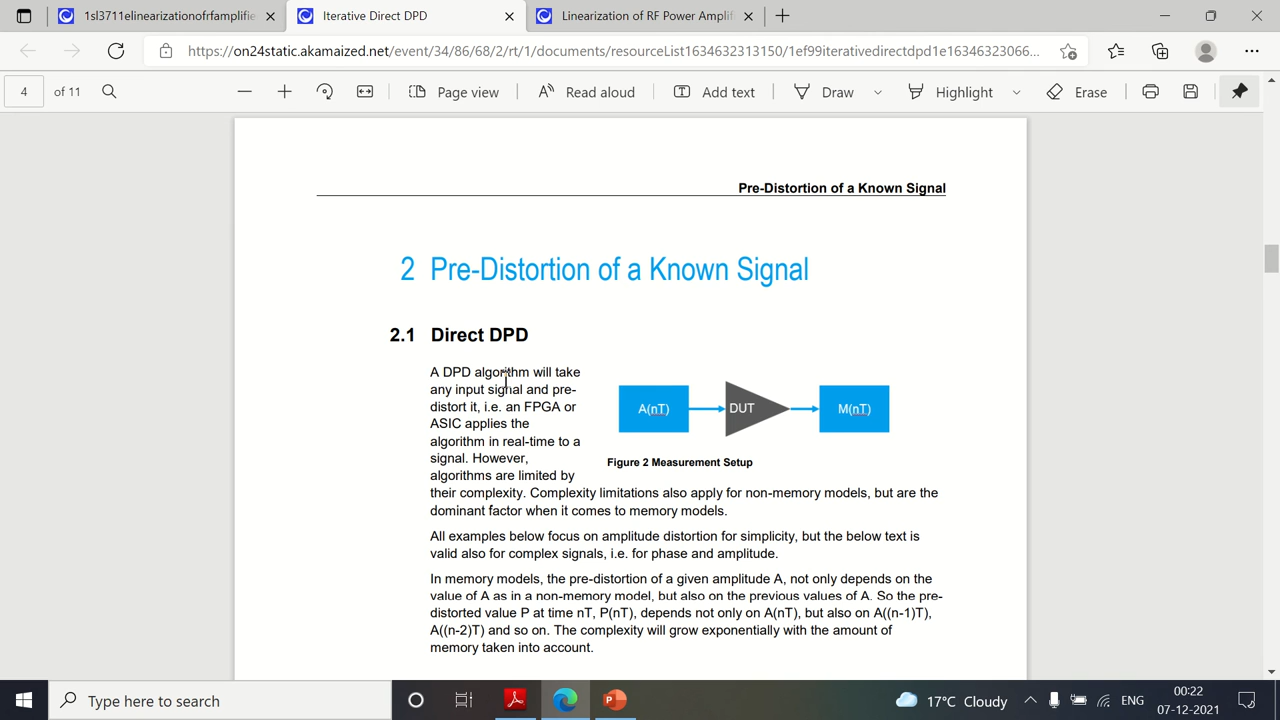 1sl3711elinearizationofrfamplifie
Iterative Direct DPD
Linearization of RF Power Amplif
https://on24static.akamaized.net/event/34/86/68/2/rt/1/documents/resourceList1634632313150/1ef99iterativedirectdpd1e16346323066...
4 of 11
Page view
Read aloud
Add text
Draw
Highlight
Erase
Pre-Distortion of a Known Signal
2 Pre-Distortion of a Known Signal
2.1 Direct DPD
A DPD algorithm will take
any input signal and pre-
distort it, i.e. an FPGA or
ASIC applies the
algorithm in real-time to a
signal. However,
algorithms are limited by
A(nT)
DUT
M(nT)
Figure 2 Measurement Setup
their complexity. Complexity limitations also apply for non-memory models, but are the
dominant factor when it comes to memory models.
All examples below focus on amplitude distortion for simplicity, but the below text is
valid also for complex signals, i.e. for phase and amplitude.
In memory models, the pre-distortion of a given amplitude A, not only depends on the
value of A as in a non-memory model, but also on the previous values of A. So the pre-
distorted value P at time nT, P(nT), depends not only on A(nT), but also on A((n-1)T),
A((n-2)T) and so on. The complexity will grow exponentially with the amount of
memory taken into account.
Type here to search
17°C Cloudy
ENG
00:22
07-12-2021